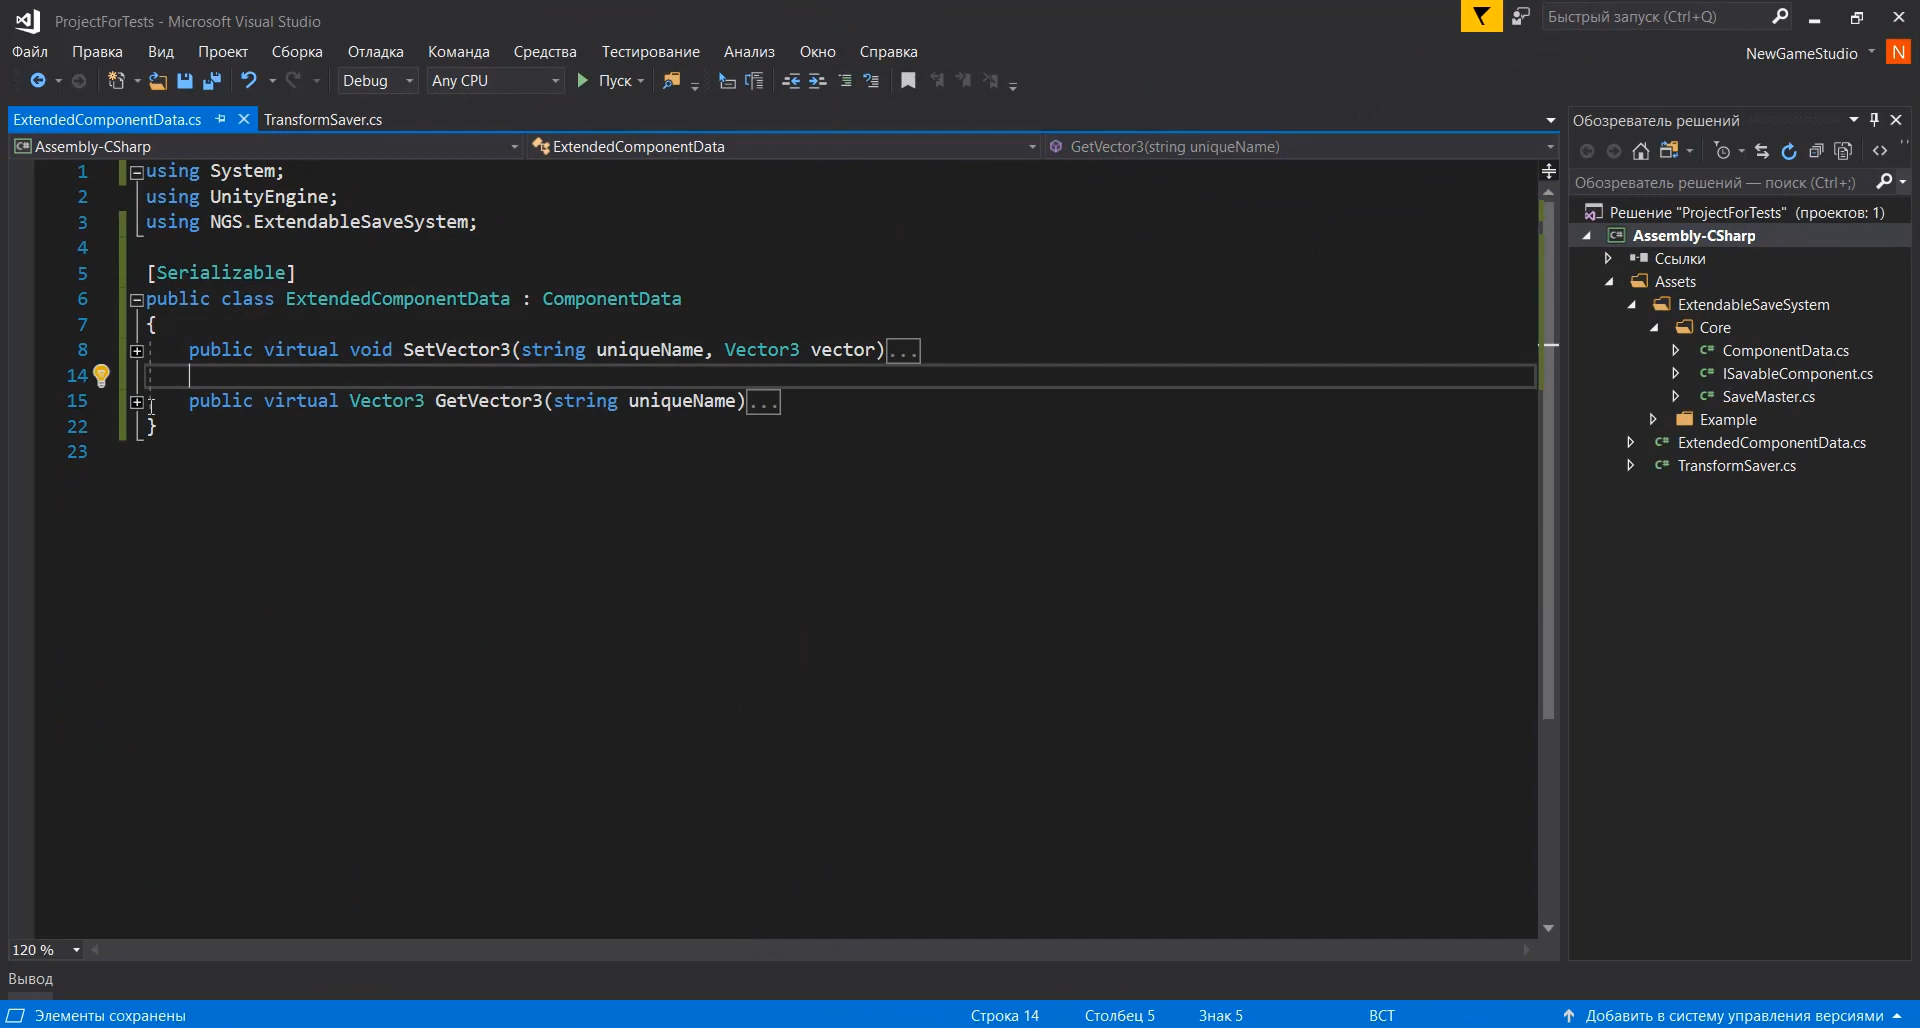 ProjectForTests - Microsoft Visual Studio
Быстрый запуск (Ctrl+Q)
Файл Правка Вид Проект Сборка Отладка Команда Средства Тестирование Анализ Окно Справка
NewGameStudio N
Debug Any CPU Пуск
ExtendedComponentData.cs TransformSaver.cs
Assembly-CSharp ExtendedComponentData GetVector3(string uniqueName)
1 using System;
2 using UnityEngine;
3 using NGS.ExtendableSaveSystem;
4
5 [Serializable]
6 public class ExtendedComponentData : ComponentData
7 {
8 public virtual void SetVector3(string uniqueName, Vector3 vector)...
14
15 public virtual Vector3 GetVector3(string uniqueName)...
22 }
23
120 %
Вывод
Обозреватель решений
Обозреватель решений — поиск (Ctrl+;)
Решение "ProjectForTests" (проектов: 1)
C# Assembly-CSharp
Ссылки
Assets
ExtendableSaveSystem
Core
C# ComponentData.cs
C# ISavableComponent.cs
C# SaveMaster.cs
Example
C# ExtendedComponentData.cs
C# TransformSaver.cs
Элементы сохранены Строка 14 Столбец 5 Знак 5 ВСТ Добавить в систему управления версиями